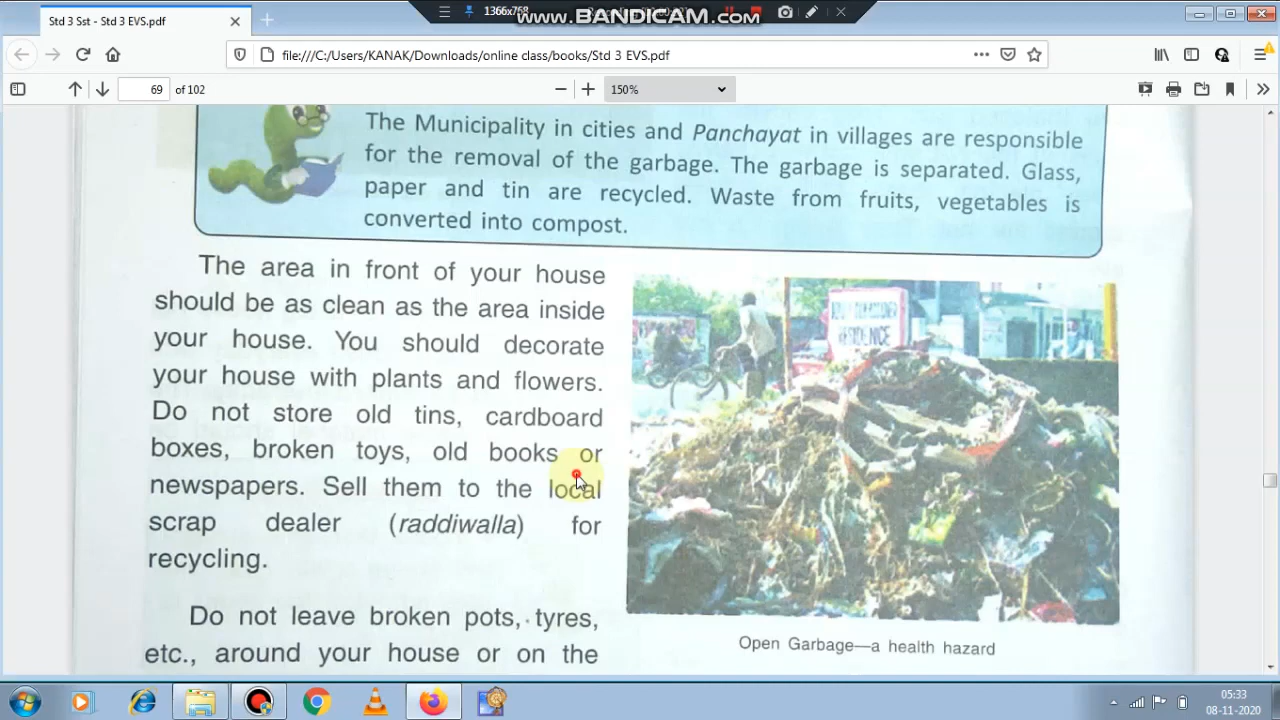 Std 3 Sst - Std 3 EVS.pdf
1366x768
www.BANDICAM.com
file:///C:/Users/KANAK/Downloads/online class/books/Std 3 EVS.pdf
69 of 102
150%
The Municipality in cities and Panchayat in villages are responsible
for the removal of the garbage. The garbage is separated. Glass,
paper and tin are recycled. Waste from fruits, vegetables is
converted into compost.
The area in front of your house
should be as clean as the area inside
your house. You should decorate
your house with plants and flowers.
Do not store old tins, cardboard
boxes, broken toys, old books or
newspapers. Sell them to the local
scrap dealer (raddiwalla) for
recycling.
Do not leave broken pots, tyres,
etc., around your house or on the
RESIDENCE
Open Garbage—a health hazard
05:33
08-11-2020